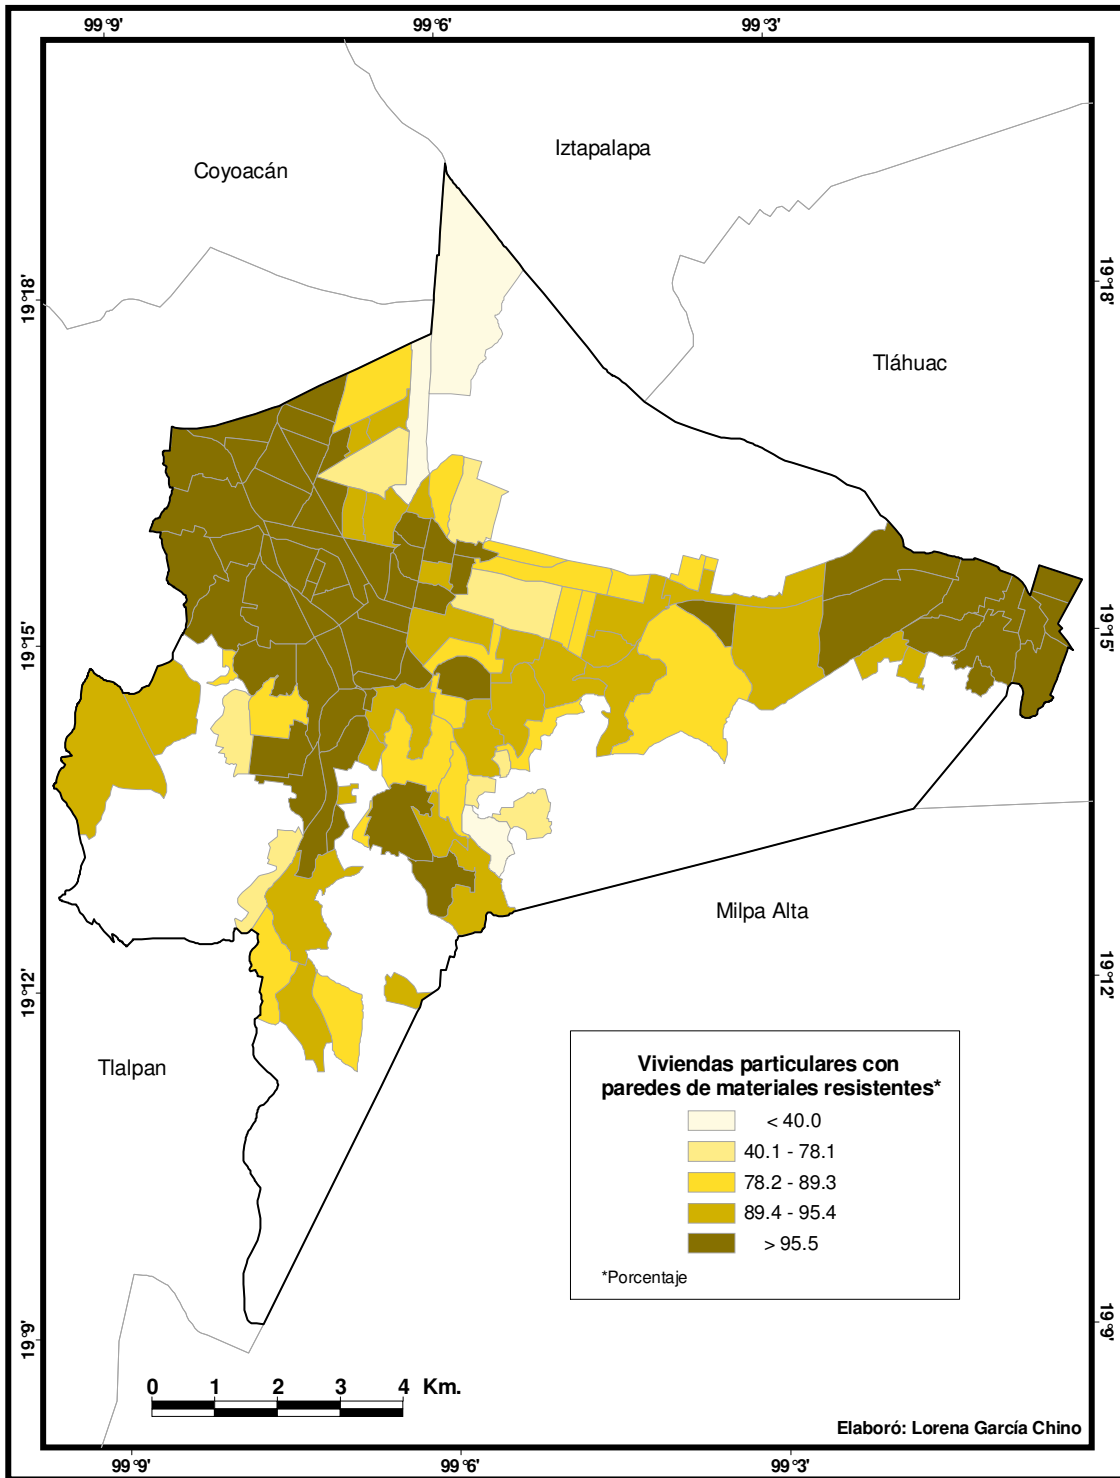 99°9'
99°6'
99°3'
Iztapalapa
Coyoacán
19°18'
19°18'
Tláhuac
19°15'
19°15'
Milpa Alta
19°12'
19°12'
Tlalpan
Viviendas particulares con
paredes de materiales resistentes*
< 40.0
40.1 - 78.1
78.2 - 89.3
89.4 - 95.4
> 95.5
*Porcentaje
19°9'
19°9'
0 1 2 3 4 Km.
Elaboró: Lorena García Chino
99°9'
99°6'
99°3'